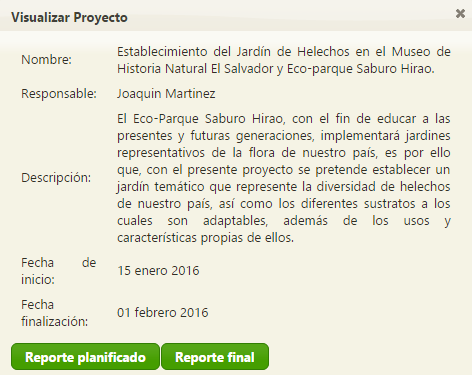 Visualizar Proyecto
Nombre: Establecimiento del Jardín de Helechos en el Museo de
Historia Natural El Salvador y Eco-parque Saburo Hirao.
Responsable: Joaquin Martinez
Descripción: El Eco-Parque Saburo Hirao, con el fin de educar a las
presentes y futuras generaciones, implementará jardines
representativos de la flora de nuestro país, es por ello
que, con el presente proyecto se pretende establecer un
jardín temático que represente la diversidad de helechos
de nuestro país, así como los diferentes sustratos a los
cuales son adaptables, además de los usos y
características propias de ellos.
Fecha de
inicio: 15 enero 2016
Fecha
finalización: 01 febrero 2016
Reporte planificado Reporte final